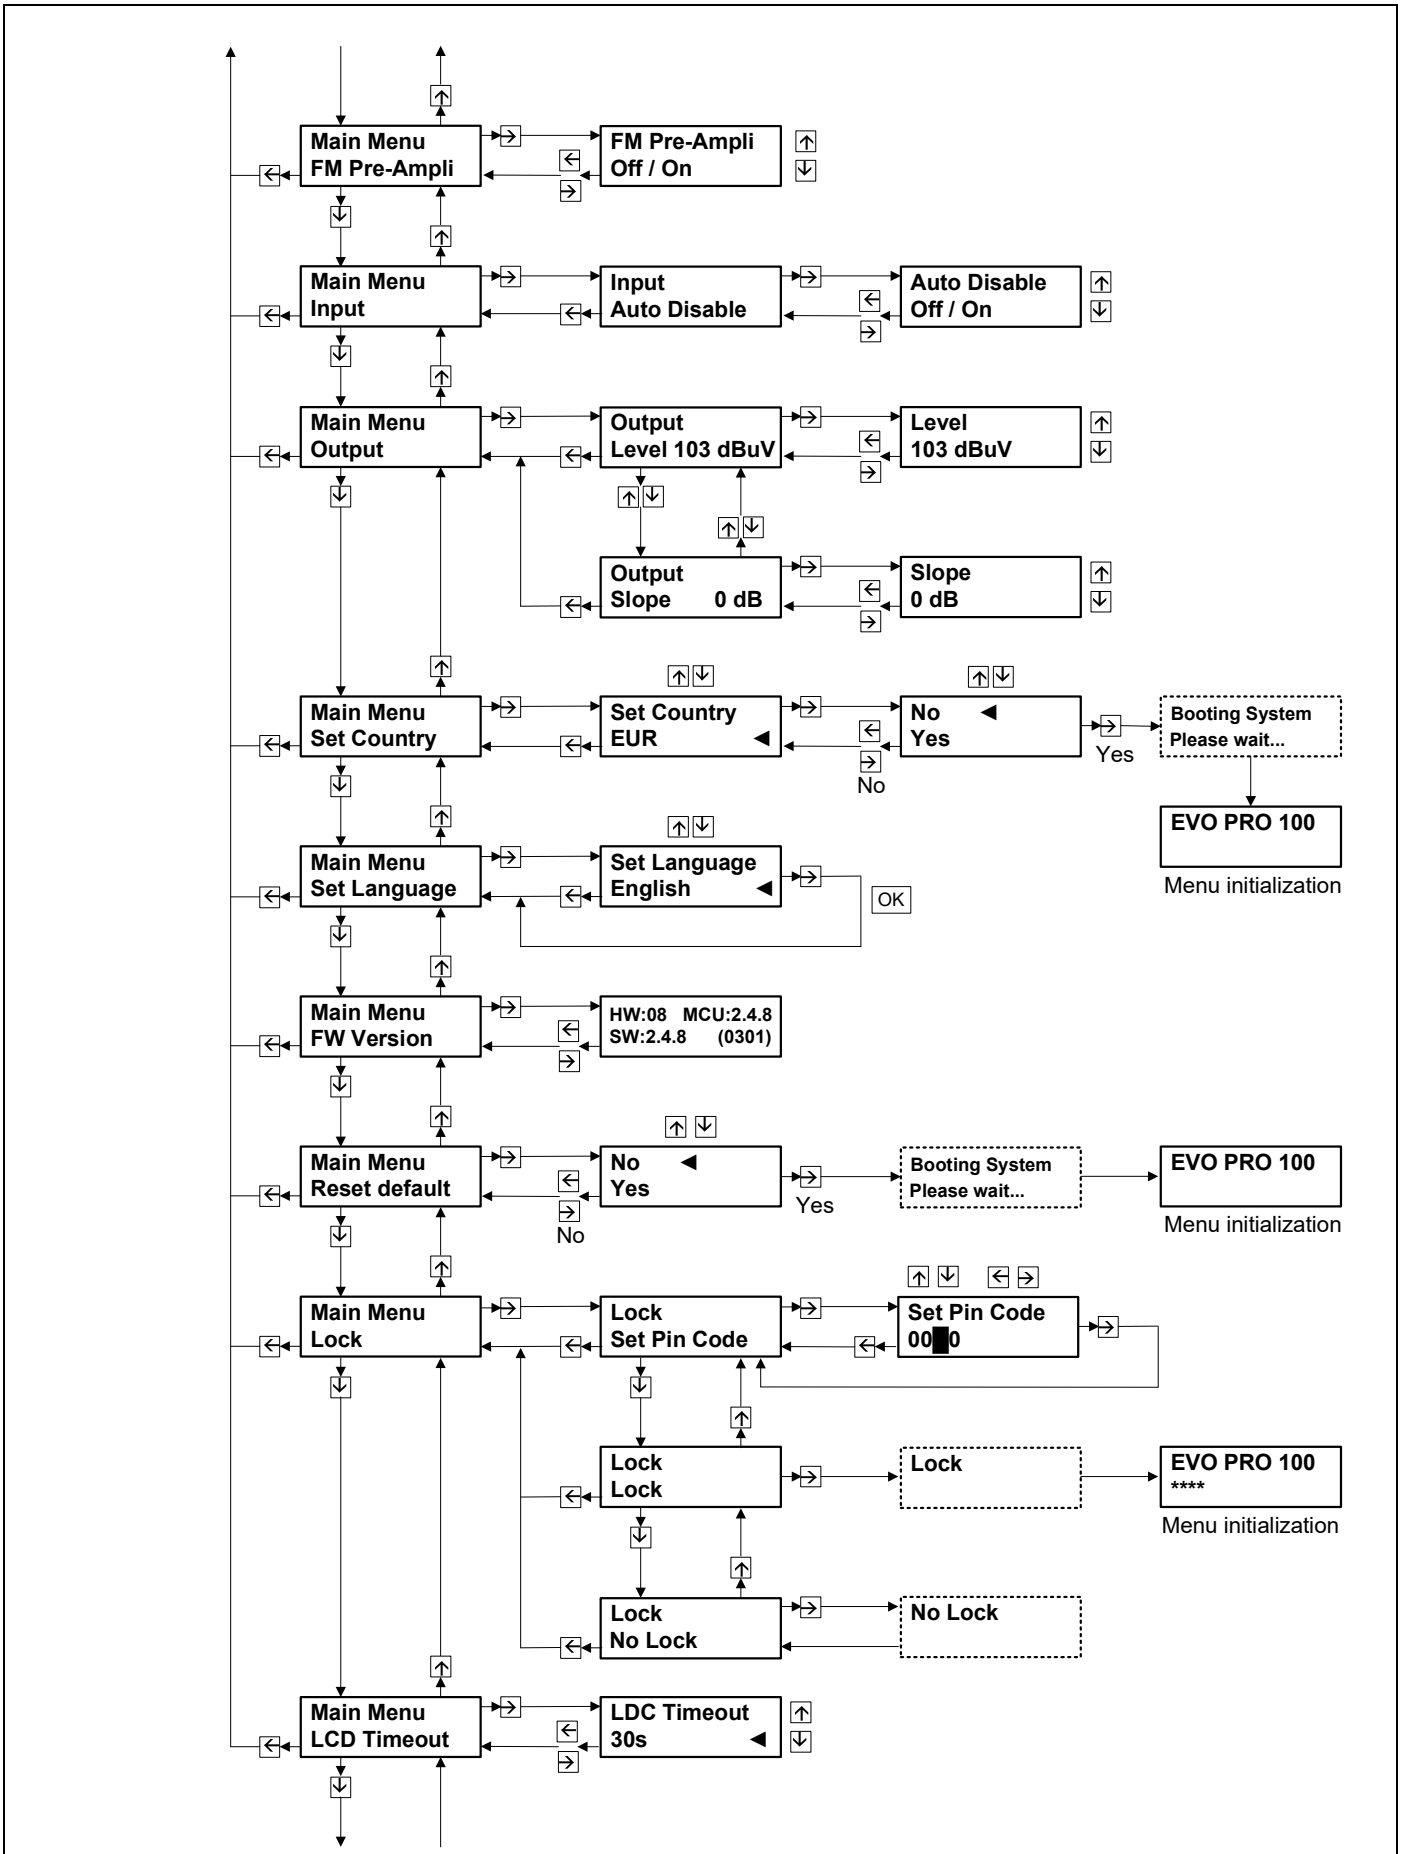 Main Menu
FM Pre-Ampli
FM Pre-Ampli
Off / On
Main Menu
Input
Input
Auto Disable
Auto Disable
Off / On
Main Menu
Output
Output
Level 103 dBuV
Level
103 dBuV
Output
Slope 0 dB
Slope
0 dB
Main Menu
Set Country
Set Country
EUR
No
Yes
No
Yes
Booting System
Please wait...
EVO PRO 100
Menu initialization
Main Menu
Set Language
Set Language
English
OK
Main Menu
FW Version
HW:08 MCU:2.4.8
SW:2.4.8 (0301)
Main Menu
Reset default
No
Yes
No
Yes
Booting System
Please wait...
EVO PRO 100
Menu initialization
Main Menu
Lock
Lock
Set Pin Code
Set Pin Code
00 0
Lock
Lock
Lock
EVO PRO 100
****
Menu initialization
Lock
No Lock
No Lock
Main Menu
LCD Timeout
LDC Timeout
30s